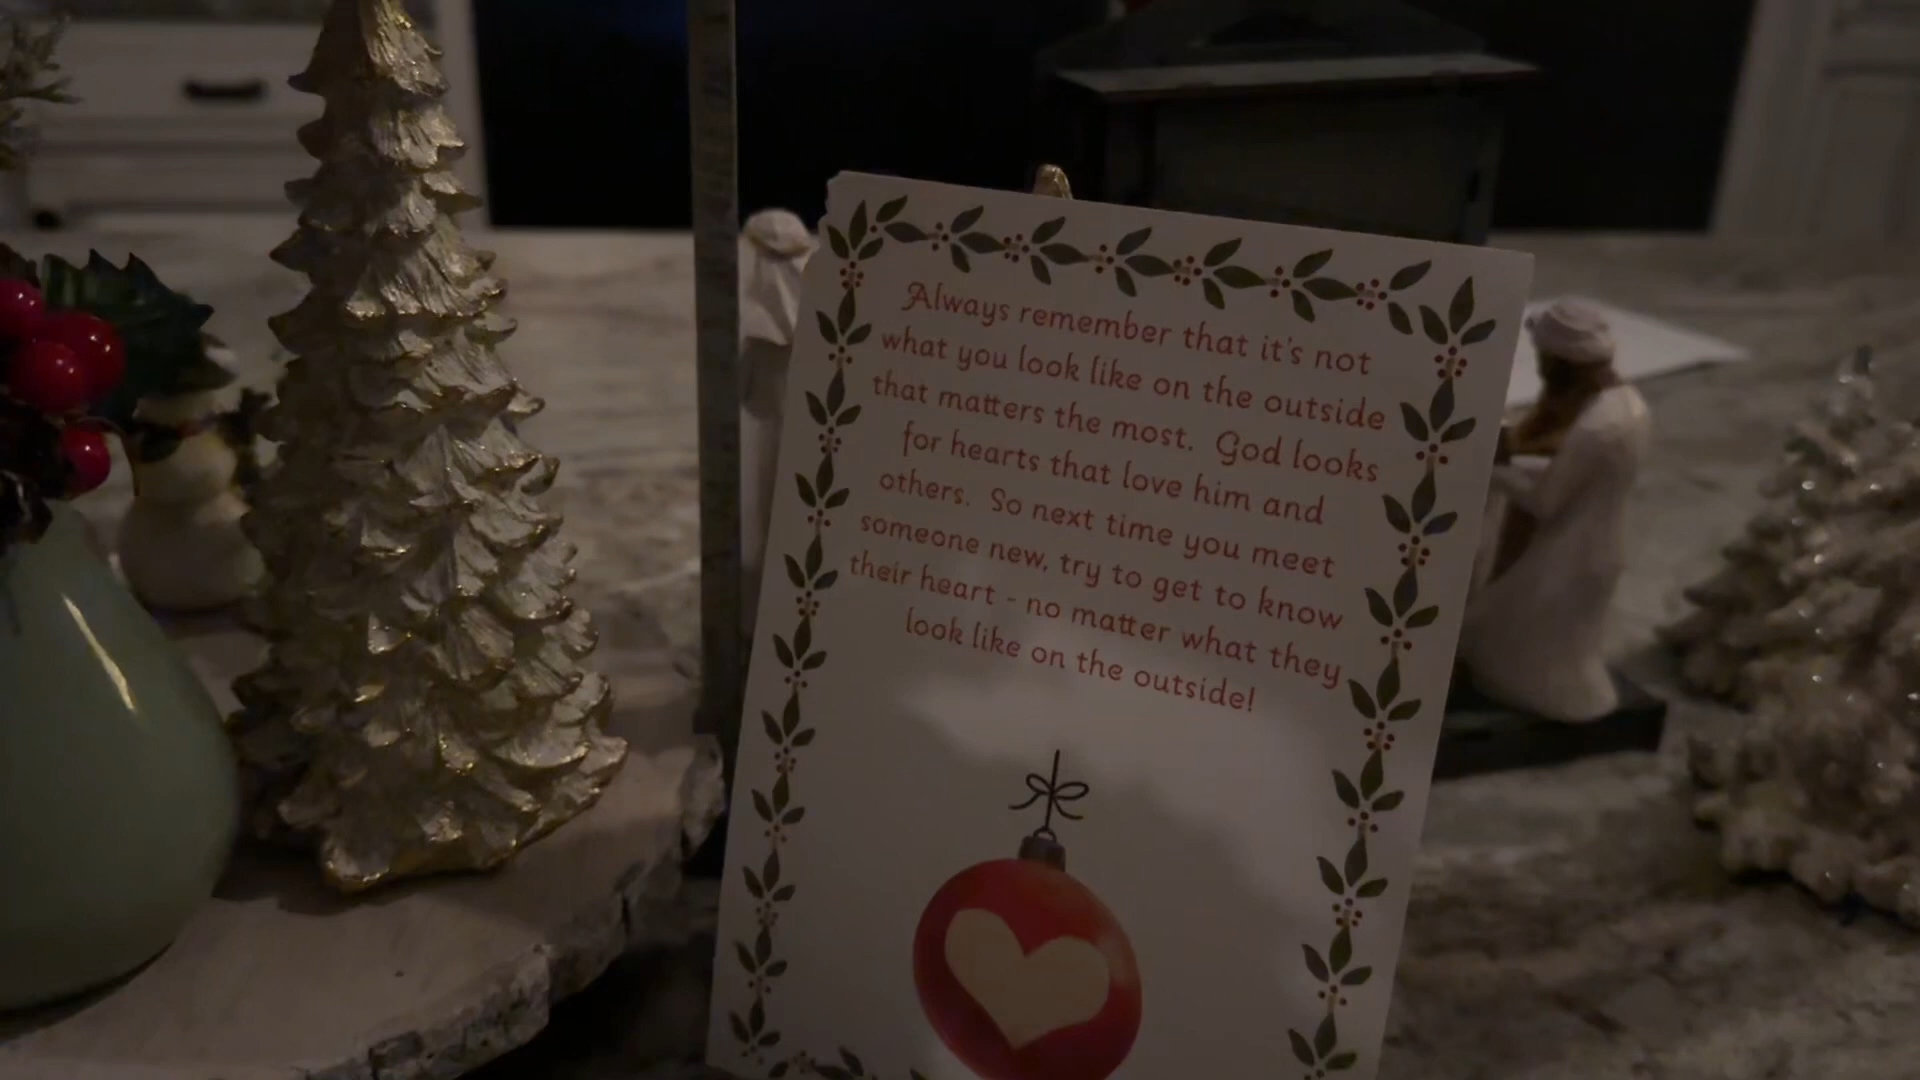 Always remember that it's not
what you look like on the outside
that matters the most. God looks
for hearts that love him and
others. So next time you meet
someone new, try to get to know
their heart - no matter what they
look like on the outside!